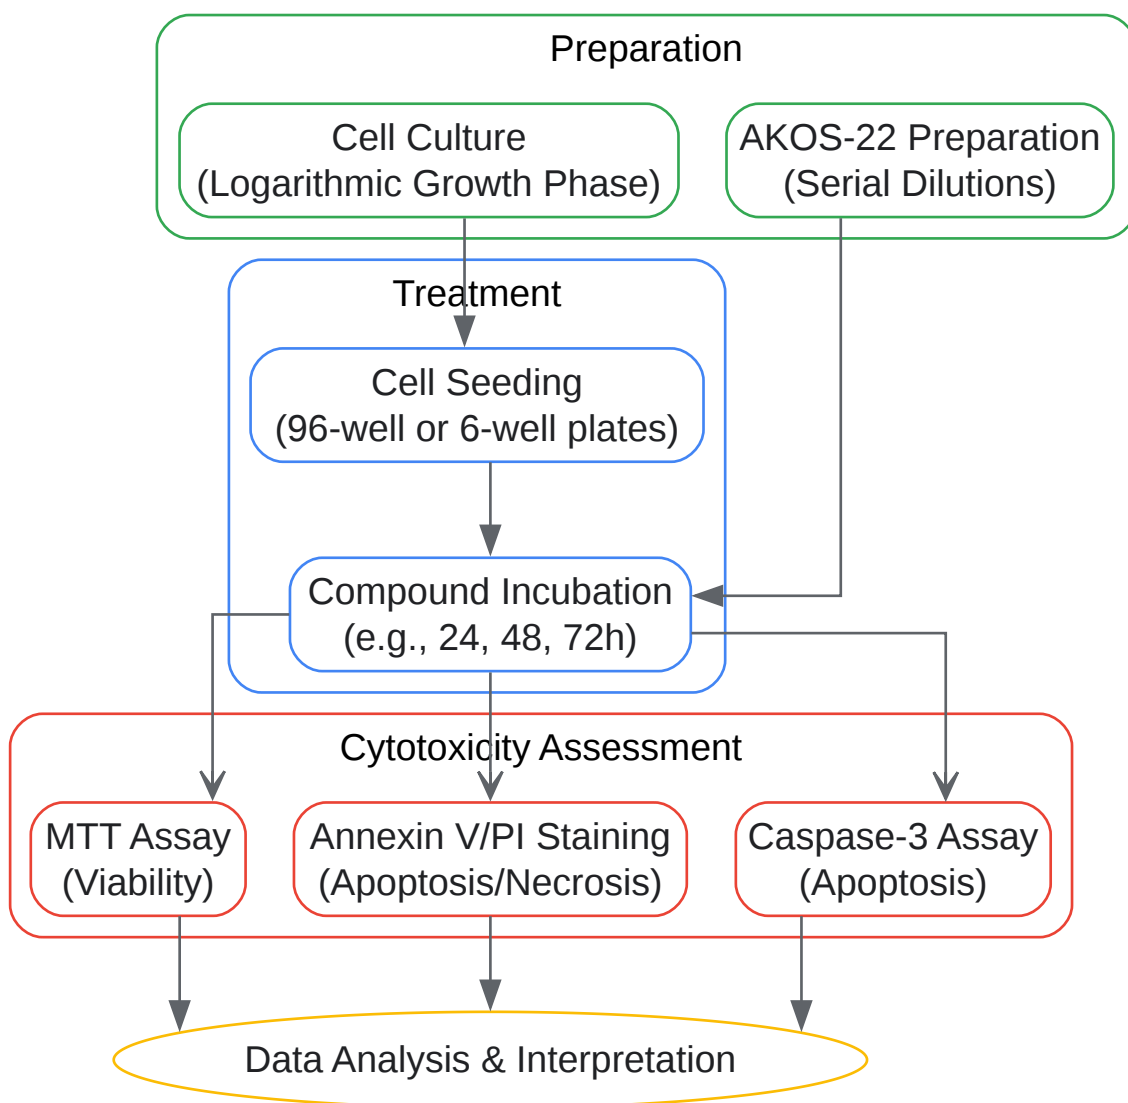 Preparation
Cell Culture
(Logarithmic Growth Phase)
AKOS-22 Preparation
(Serial Dilutions)
Treatment
Cell Seeding
(96-well or 6-well plates)
Compound Incubation
(e.g., 24, 48, 72h)
Cytotoxicity Assessment
MTT Assay
(Viability)
Annexin V/PI Staining
(Apoptosis/Necrosis)
Caspase-3 Assay
(Apoptosis)
Data Analysis & Interpretation